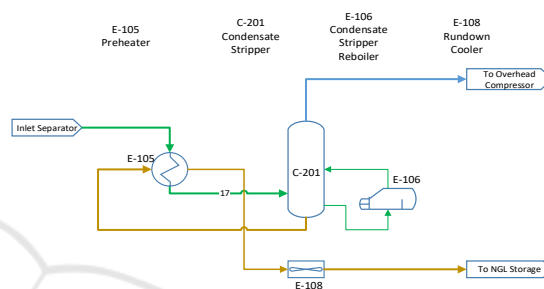 E-105
Preheater
C-201
Condensate
Stripper
E-106
Condensate
Stripper
Reboiler
E-108
Rundown
Cooler
To Overhead
Compressor
Inlet Separator
E-105
17
C-201
E-106
To NGL Storage
E-108